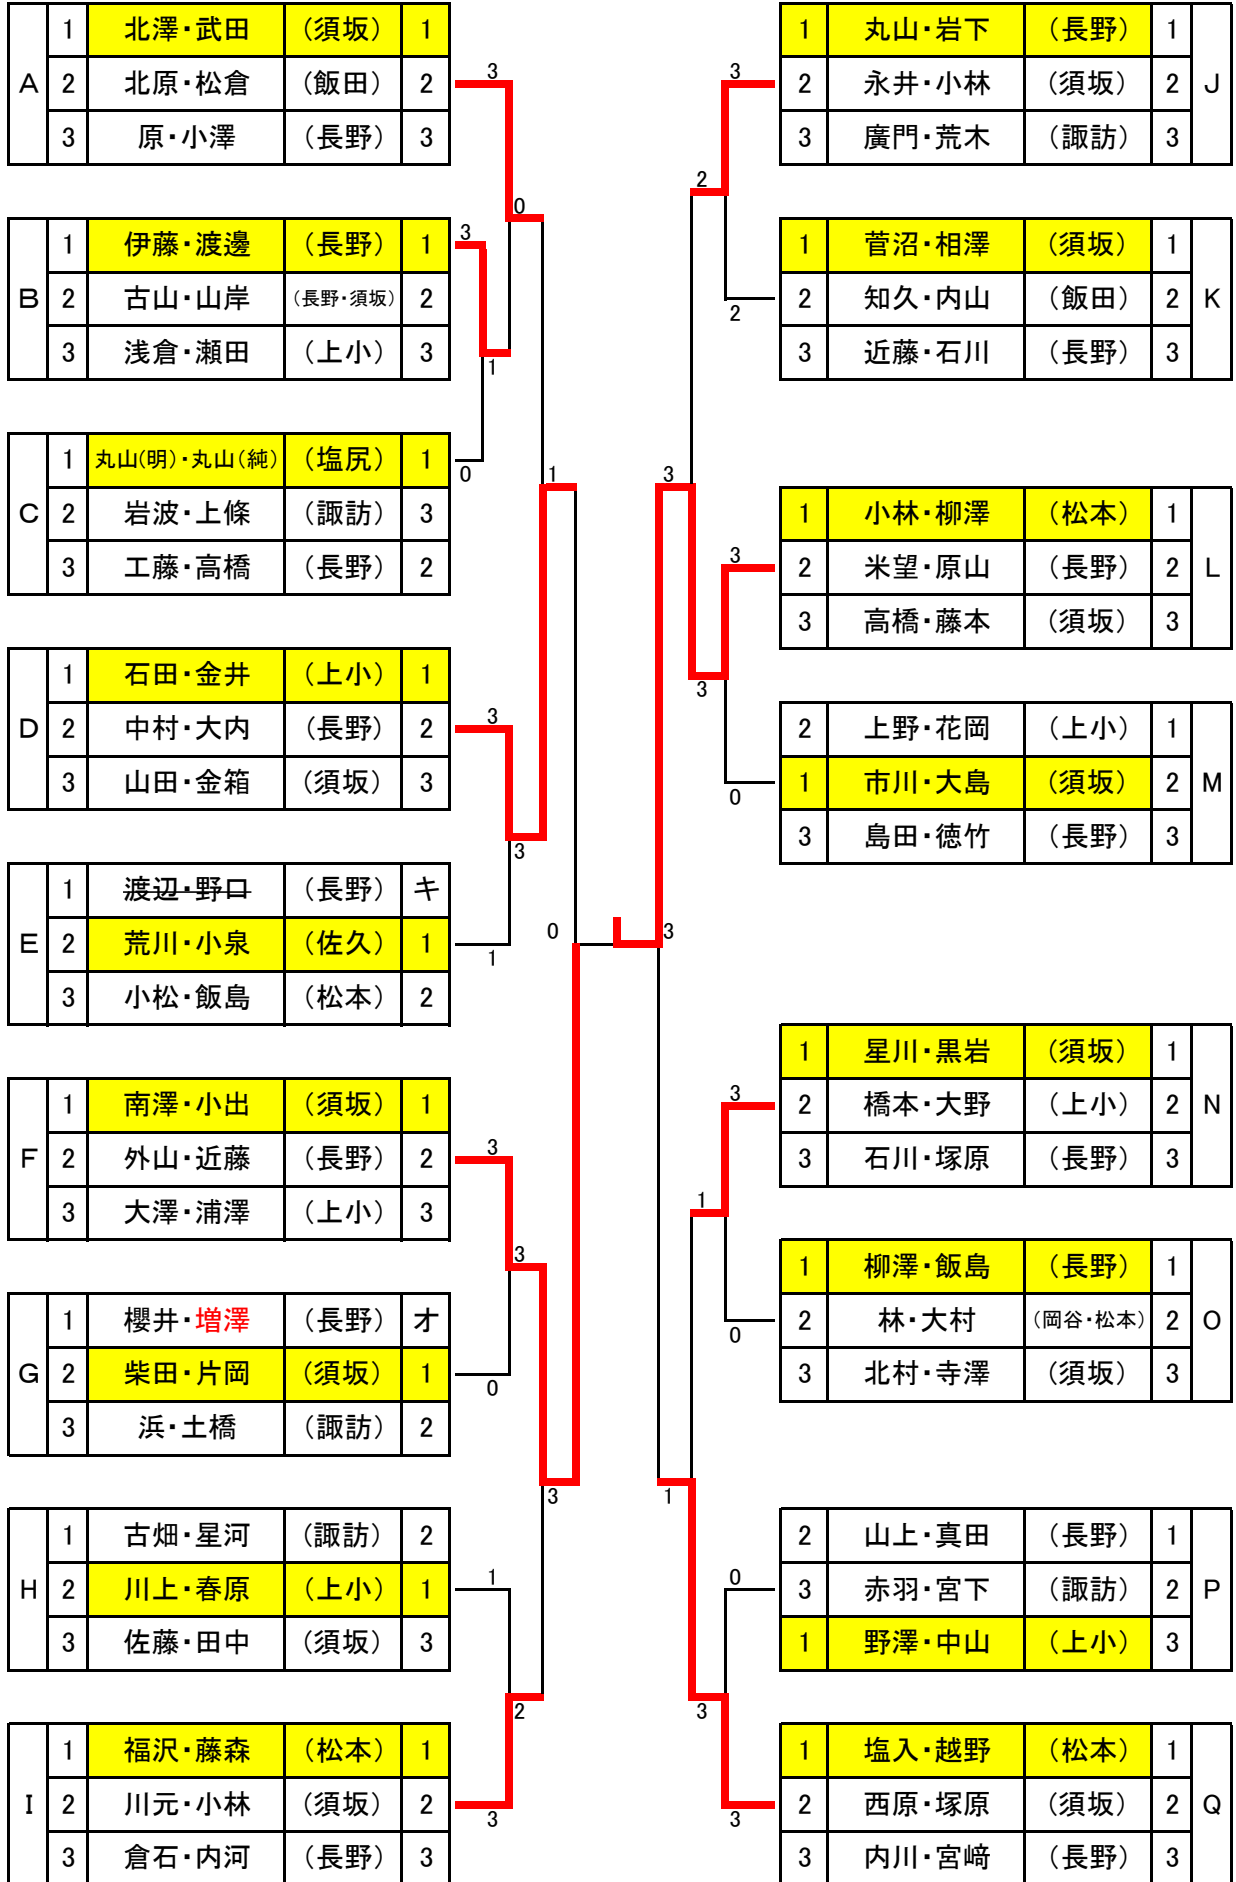 1 北澤・武田 (須坂) 1
A 2 北原・松倉 (飯田) 2
3 原・小澤 (長野) 3
3
0
1 伊藤・渡邊 (長野) 1
B 2 古山・山岸 (長野・須坂) 2
3 浅倉・瀬田 (上小) 3
3
1
1 丸山(明)・丸山(純) (塩尻) 1
C 2 岩波・上條 (諏訪) 3
3 工藤・高橋 (長野) 2
0
1
1 石田・金井 (上小) 1
D 2 中村・大内 (長野) 2
3 山田・金箱 (須坂) 3
3
3
1 渡辺・野口 (長野) キ
E 2 荒川・小泉 (佐久) 1
3 小松・飯島 (松本) 2
1
0
1 南澤・小出 (須坂) 1
F 2 外山・近藤 (長野) 2
3 大澤・浦澤 (上小) 3
3
3
1 櫻井・増澤 (長野) オ
G 2 柴田・片岡 (須坂) 1
3 浜・土橋 (諏訪) 2
0
3
1 古畑・星河 (諏訪) 2
H 2 川上・春原 (上小) 1
3 佐藤・田中 (須坂) 3
1
2
1 福沢・藤森 (松本) 1
I 2 川元・小林 (須坂) 2
3 倉石・内河 (長野) 3
3
1 丸山・岩下 (長野) 1
2 永井・小林 (須坂) 2 J
3 廣門・荒木 (諏訪) 3
3
2
1 菅沼・相澤 (須坂) 1
2 知久・内山 (飯田) 2 K
3 近藤・石川 (長野) 3
2
3
1 小林・柳澤 (松本) 1
2 米望・原山 (長野) 2 L
3 高橋・藤本 (須坂) 3
3
3
2 上野・花岡 (上小) 1
1 市川・大島 (須坂) 2 M
3 島田・徳竹 (長野) 3
0
3
1 星川・黒岩 (須坂) 1
2 橋本・大野 (上小) 2 N
3 石川・塚原 (長野) 3
3
1
1 柳澤・飯島 (長野) 1
2 林・大村 (岡谷・松本) 2 O
3 北村・寺澤 (須坂) 3
0
1
2 山上・真田 (長野) 1
3 赤羽・宮下 (諏訪) 2 P
1 野澤・中山 (上小) 3
0
3
1 塩入・越野 (松本) 1
2 西原・塚原 (須坂) 2 Q
3 内川・宮﨑 (長野) 3
3